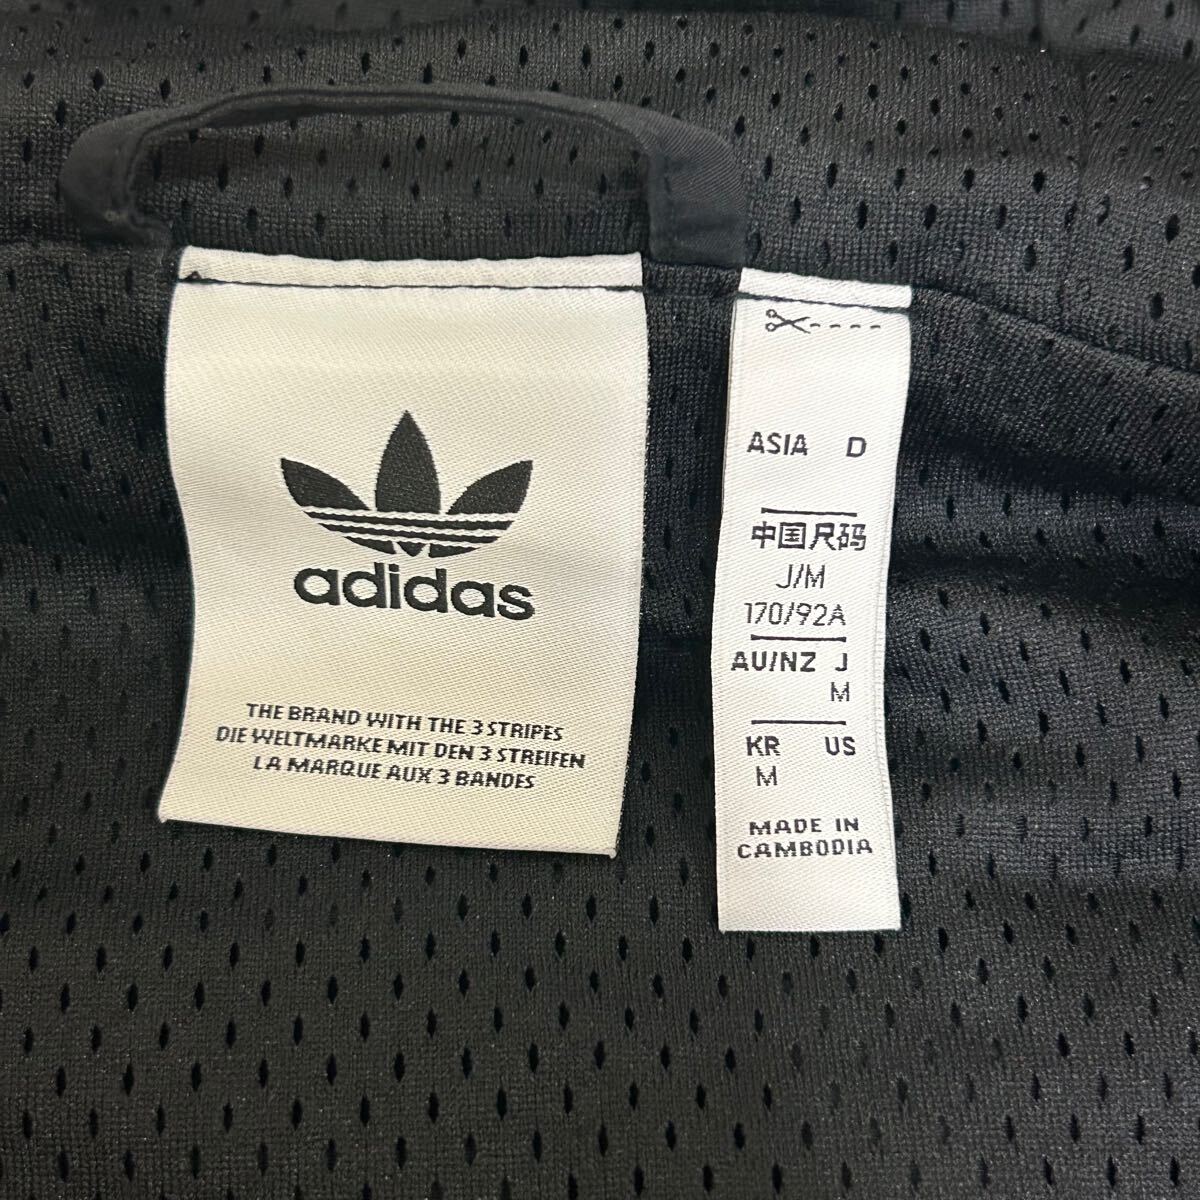 adidas
THE BRAND WITH THE 3 STRIPES
DIE WELTMARKE MIT DEN 3 STREIFEN
LA MARQUE AUX 3 BANDES
ASIA D
中国尺码
J/M
170/92A
AU/NZ J
M
KR US
M
MADE IN
CAMBODIA